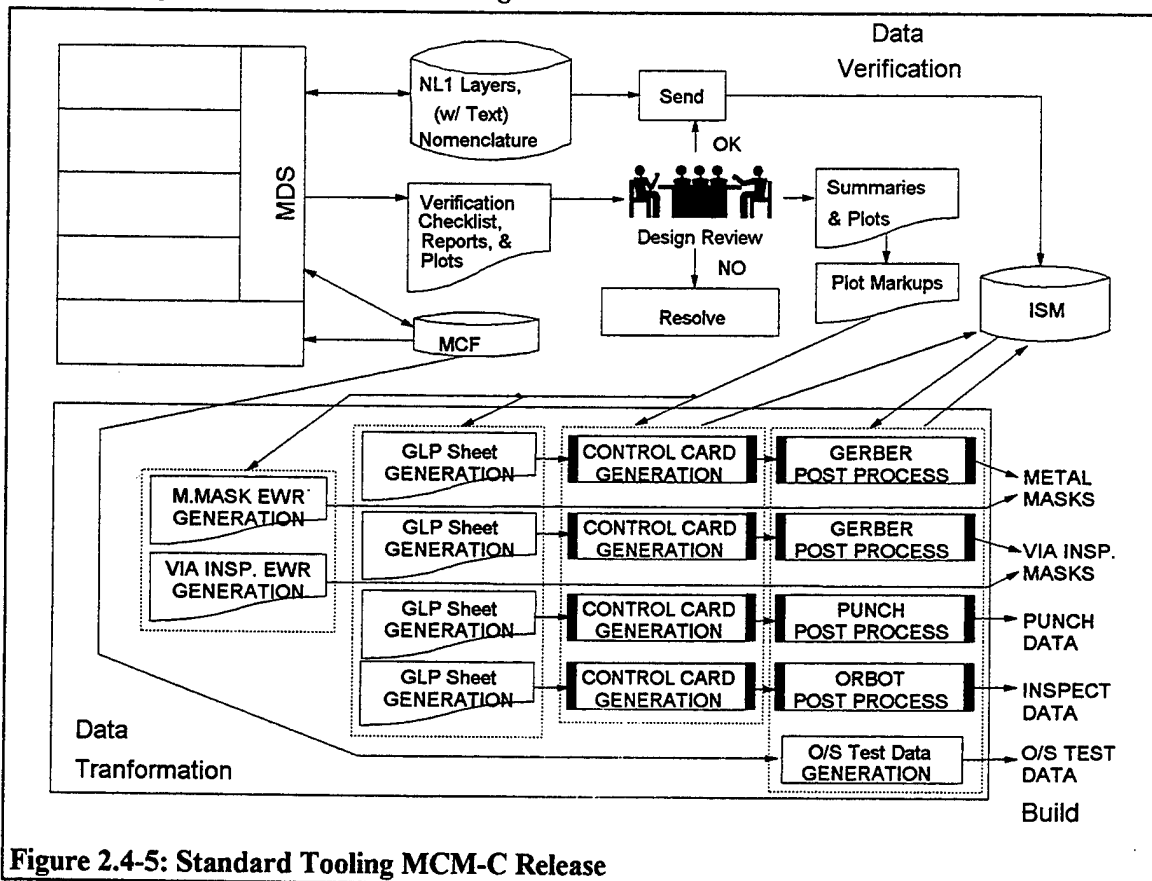 Data
Verification
NL1 Layers,
(w/ Text)
Nomenclature
Send
OK
MDS
Verification
Checklist,
Reports, &
Plots
Design Review
NO
Resolve
Summaries
& Plots
Plot Markups
ISM
MCF
GLP Sheet
GENERATION
CONTROL CARD
GENERATION
GERBER
POST PROCESS
METAL
MASKS
M.MASK EWR
GENERATION
GLP Sheet
GENERATION
CONTROL CARD
GENERATION
GERBER
POST PROCESS
VIA INSP.
MASKS
VIA INSP. EWR
GENERATION
GLP Sheet
GENERATION
CONTROL CARD
GENERATION
PUNCH
POST PROCESS
PUNCH
DATA
GLP Sheet
GENERATION
CONTROL CARD
GENERATION
ORBOT
POST PROCESS
INSPECT
DATA
Data
Tranformation
O/S Test Data
GENERATION
O/S TEST
DATA
Build
Figure 2.4-5: Standard Tooling MCM-C Release